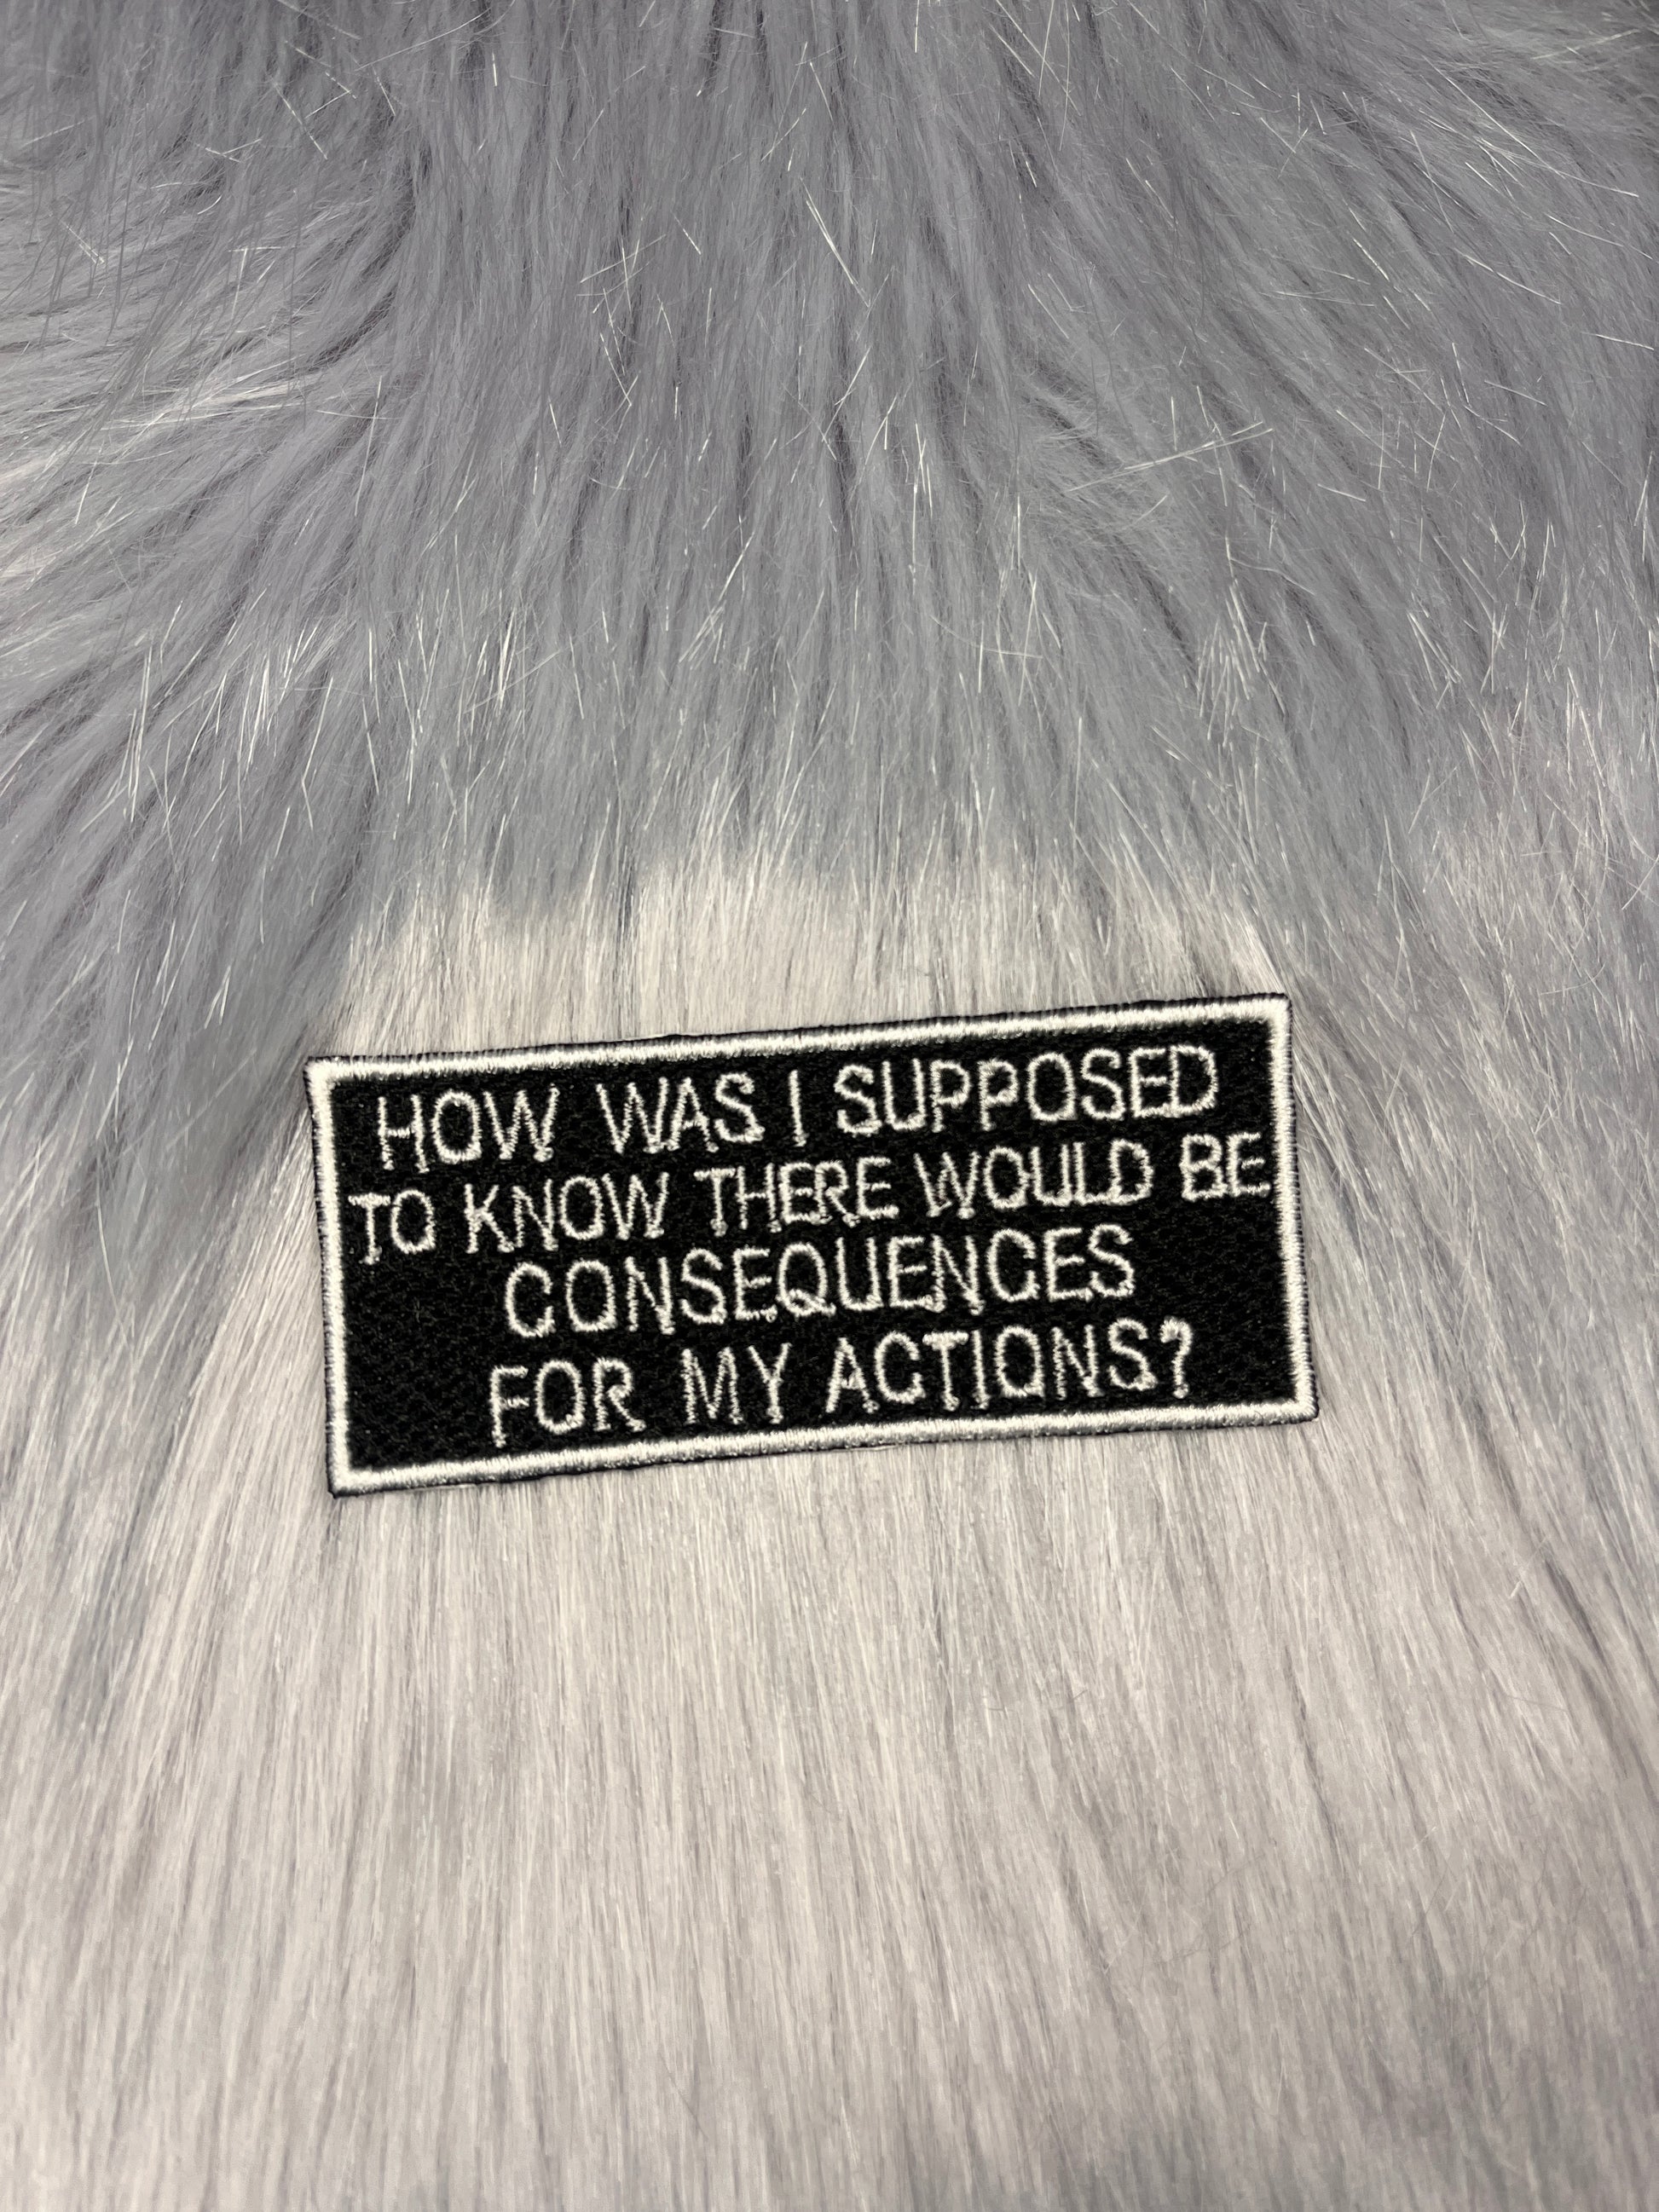 HOW WAS I SUPPOSED
TO KNOW THERE WOULD BE
CONSEQUENCES
FOR MY ACTIONS?